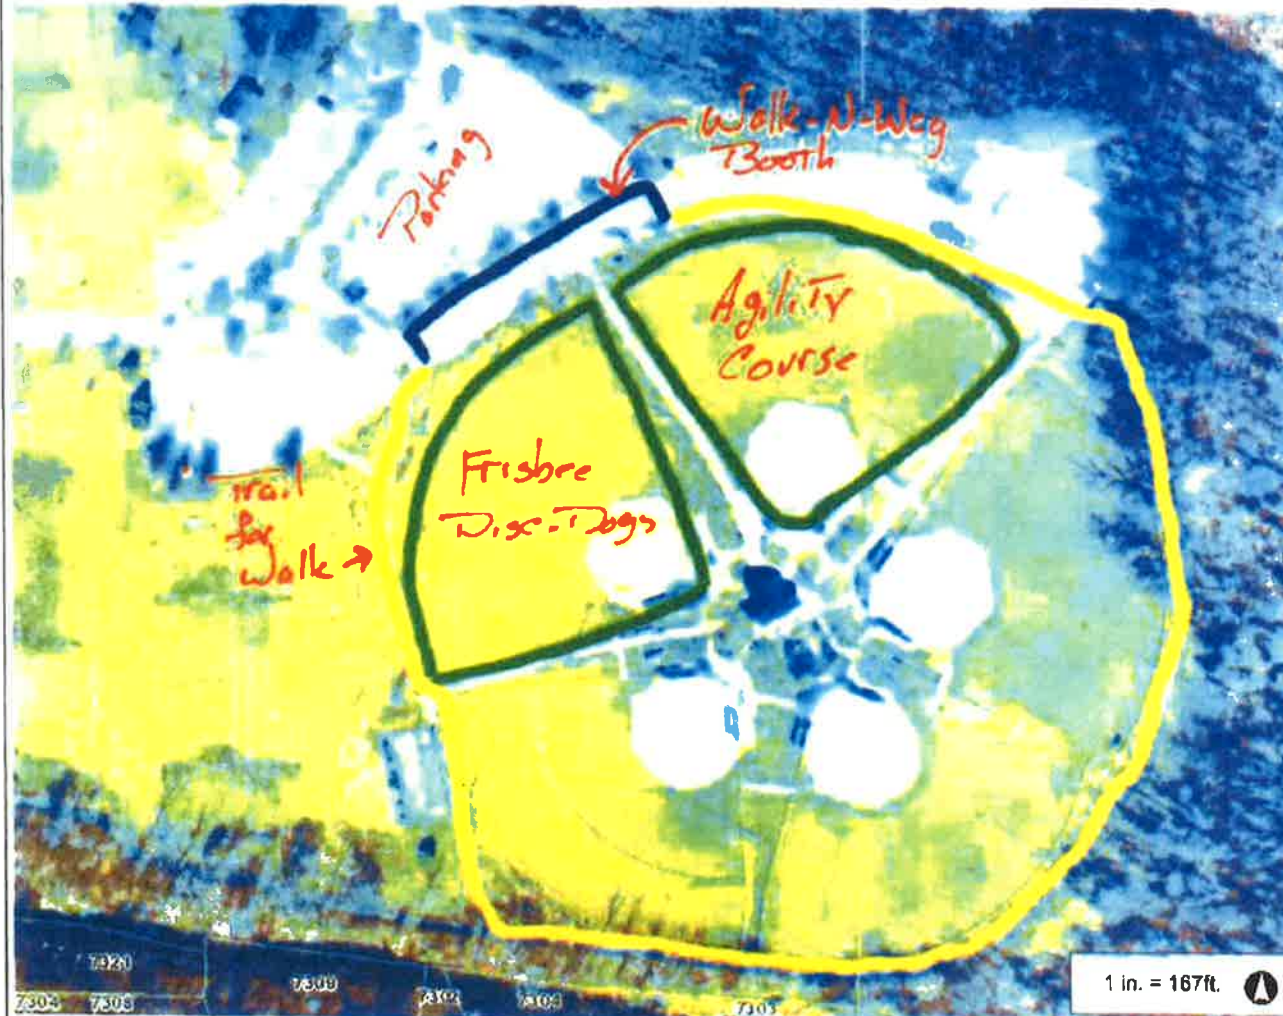 Walk-N-Wag
Booth
Parking
Agility
Course
Frisbee
Disc-Dogs
Trail
for
Walk
7321
7304 7308
7309
7302
7304
7303
1 in. = 167ft.